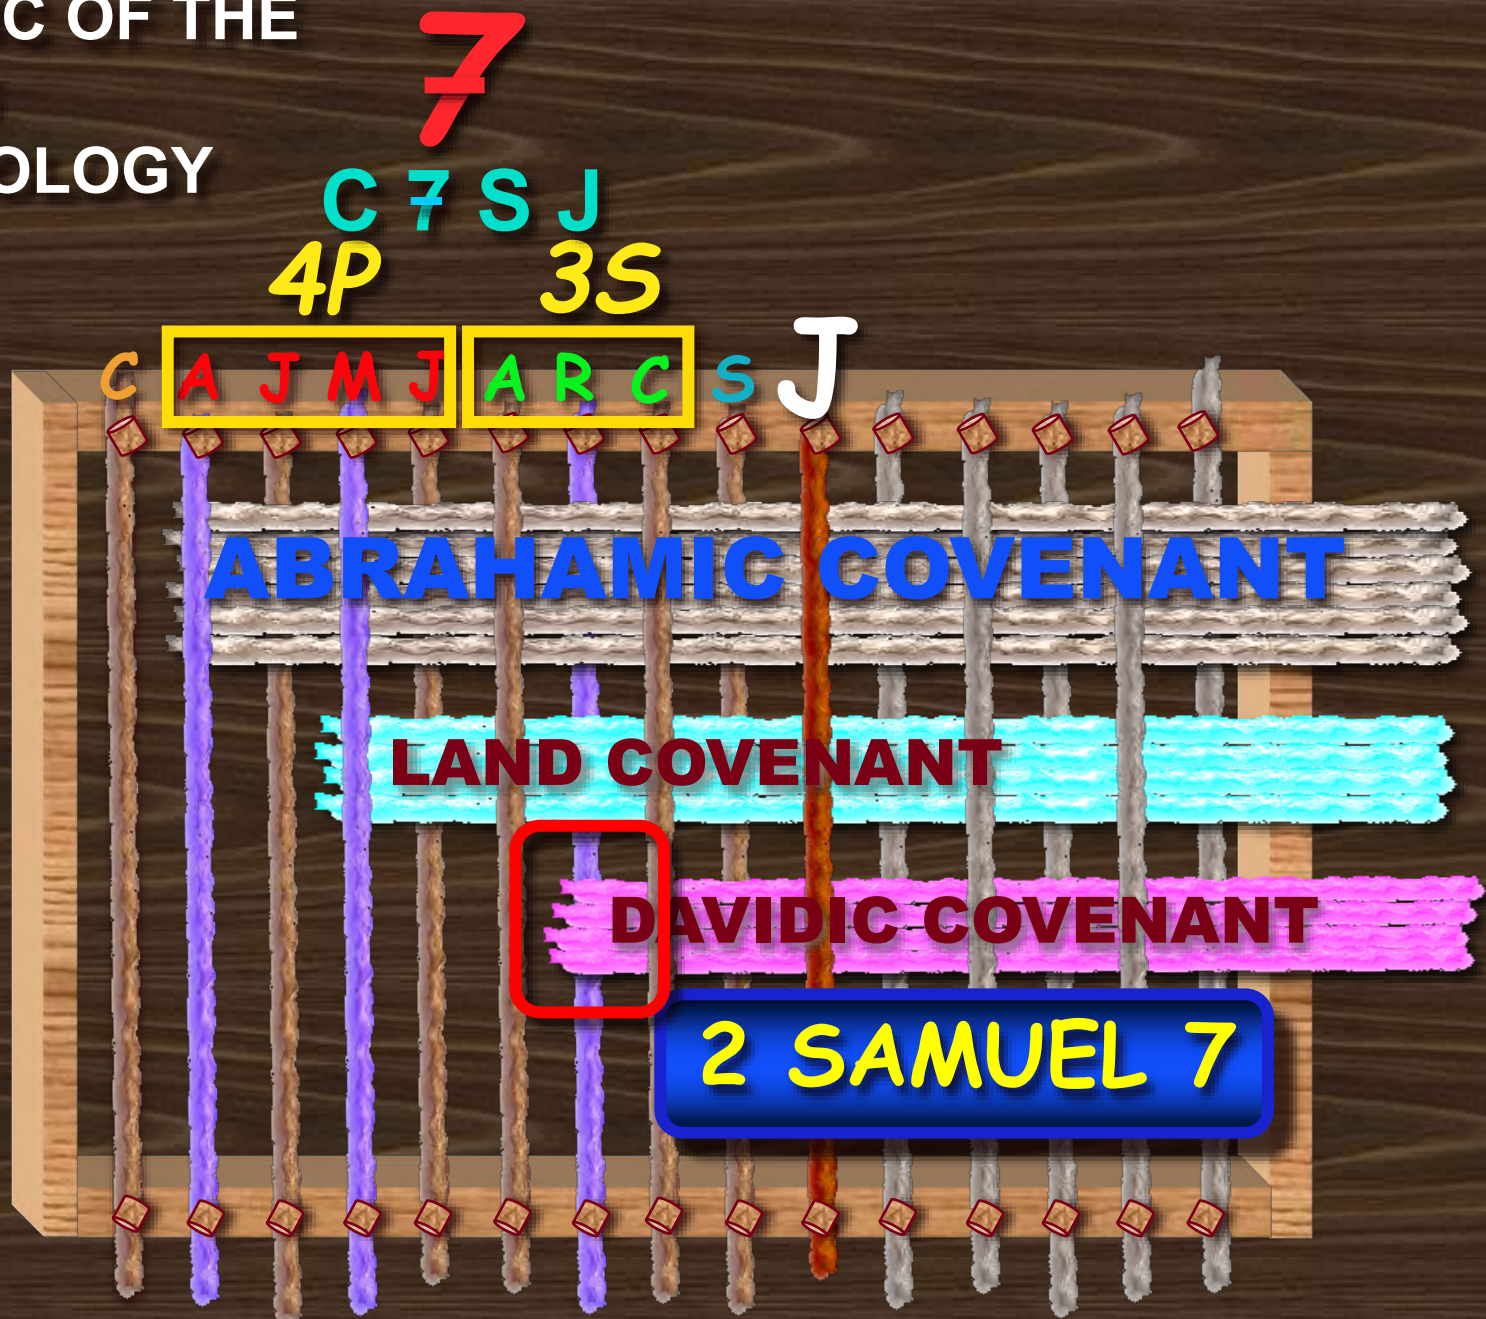 C OF THE
OLOGY
7
C 7 S J
4P 3S
C A J M J A R C S J
ABRAHAMIC COVENANT
LAND COVENANT
DAVIDIC COVENANT
2 SAMUEL 7